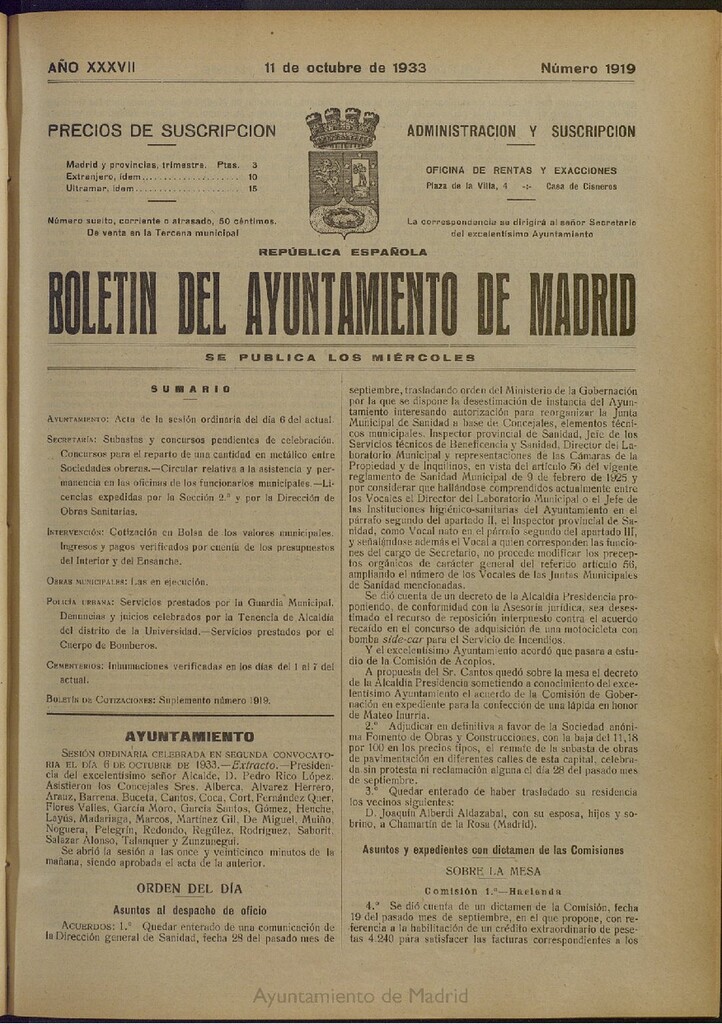 AÑO XXXVII
11 de octubre de 1933
Número 1919
PRECIOS DE SUSCRIPCION
Madrid y provincias, trimestre. Ptas. 3
Extranjero, ídem...................... 10
Ultramar, ídem........................ 15
Número suelto, corriente o atrasado, 50 céntimos.
De venta en la Tercena municipal
ADMINISTRACION Y SUSCRIPCION
OFICINA DE RENTAS Y EXACCIONES
Plaza de la Villa, 4 -:- Casa de Cisneros
La correspondencia se dirigirá al señor Secretario
del excelentísimo Ayuntamiento
REPÚBLICA ESPAÑOLA
BOLETIN DEL AYUNTAMIENTO DE MADRID
SE PUBLICA LOS MIÉRCOLES
SUMARIO
AYUNTAMIENTO: Acta de la sesión ordinaria del día 6 del actual.
SECRETARÍA: Subastas y concursos pendientes de celebración.
Concursos para el reparto de una cantidad en metálico entre
Sociedades obreras.—Circular relativa a la asistencia y per-
manencia en las oficinas de los funcionarios municipales.—Li-
cencias expedidas por la Sección 2.ª y por la Dirección de
Obras Sanitarias.
INTERVENCIÓN: Cotización en Bolsa de los valores municipales.
Ingresos y pagos verificados por cuenta de los presupuestos
del Interior y del Ensanche.
OBRAS MUNICIPALES: Las en ejecución.
POLICÍA URBANA: Servicios prestados por la Guardia Municipal.
Denuncias y juicios celebrados por la Tenencia de Alcaldía
del distrito de la Universidad.—Servicios prestados por el
Cuerpo de Bomberos.
CEMENTERIOS: Inhumaciones verificadas en los días del 1 al 7 del
actual.
BOLETÍN DE COTIZACIONES: Suplemento número 1919.
AYUNTAMIENTO
SESIÓN ORDINARIA CELEBRADA EN SEGUNDA CONVOCATO-
RIA EL DÍA 6 DE OCTUBRE DE 1933.—Extracto.—Presiden-
cia del excelentísimo señor Alcalde, D. Pedro Rico López.
Asistieron los Concejales Sres. Alberca, Alvarez Herrero,
Arauz, Barrena, Buceta, Cantos, Coca, Cort, Fernández Quer,
Flores Valles, García Moro, García Santos, Gómez, Henche,
Layús, Madariaga, Marcos, Martínez Gil, De Miguel, Muiño,
Noguera, Pelegrín, Redondo, Regúlez, Rodríguez, Saborit,
Salazar Alonso, Talanquer y Zunzunegui.
Se abrió la sesión a las once y veinticinco minutos de la
mañana, siendo aprobada el acta de la anterior.
ORDEN DEL DÍA
Asuntos al despacho de oficio
ACUERDOS: 1.º Quedar enterado de una comunicación de
la Dirección general de Sanidad, fecha 28 del pasado mes de
septiembre, trasladando orden del Ministerio de la Gobernación
por la que se dispone la desestimación de instancia del Ayun-
tamiento interesando autorización para reorganizar la Junta
Municipal de Sanidad a base de Concejales, elementos técni-
cos municipales, Inspector provincial de Sanidad, Jefe de los
Servicios técnicos de Beneficencia y Sanidad, Director del La-
boratorio Municipal y representaciones de las Cámaras de la
Propiedad y de Inquilinos, en vista del artículo 56 del vigente
reglamento de Sanidad Municipal de 9 de febrero de 1925 y
por considerar que hallándose comprendidos actualmente entre
los Vocales el Director del Laboratorio Municipal o el Jefe de
las Instituciones higiénico-sanitarias del Ayuntamiento en el
párrafo segundo del apartado II, el Inspector provincial de Sa-
nidad, como Vocal nato en el párrafo segundo del apartado III,
y señalándose además el Vocal a quien corresponden las funcio-
nes del cargo de Secretario, no procede modificar los precep-
tos orgánicos de carácter general del referido artículo 56,
ampliando el número de los Vocales de las Juntas Municipales
de Sanidad mencionadas.
Se dió cuenta de un decreto de la Alcaldía Presidencia pro-
poniendo, de conformidad con la Asesoría jurídica, sea deses-
timado el recurso de reposición interpuesto contra el acuerdo
recaído en el concurso de adquisición de una motocicleta con
bomba side-car para el Servicio de Incendios.
Y el excelentísimo Ayuntamiento acordó que pasara a estu-
dio de la Comisión de Acopios.
A propuesta del Sr. Cantos quedó sobre la mesa el decreto
de la Alcaldía Presidencia sometiendo a conocimiento del exce-
lentísimo Ayuntamiento el acuerdo de la Comisión de Gober-
nación en expediente para la confección de una lápida en honor
de Mateo Inurria.
2.º Adjudicar en definitiva a favor de la Sociedad anóni-
ma Fomento de Obras y Construcciones, con la baja del 11,18
por 100 en los precios tipos, el remate de la subasta de obras
de pavimentación en diferentes calles de esta capital, celebra-
da sin protesta ni reclamación alguna el día 28 del pasado mes
de septiembre.
3.º Quedar enterado de haber trasladado su residencia
los vecinos siguientes:
D. Joaquín Alberdi Aldazabal, con su esposa, hijos y so-
brino, a Chamartín de la Rosa (Madrid).
Asuntos y expedientes con dictamen de las Comisiones
SOBRE LA MESA
Comisión 1.ª—Hacienda
4.º Se dió cuenta de un dictamen de la Comisión, fecha
19 del pasado mes de septiembre, en el que propone, con re-
ferencia a la habilitación de un crédito extraordinario de pese-
tas 4.240 para satisfacer las facturas correspondientes a los
Ayuntamiento de Madrid